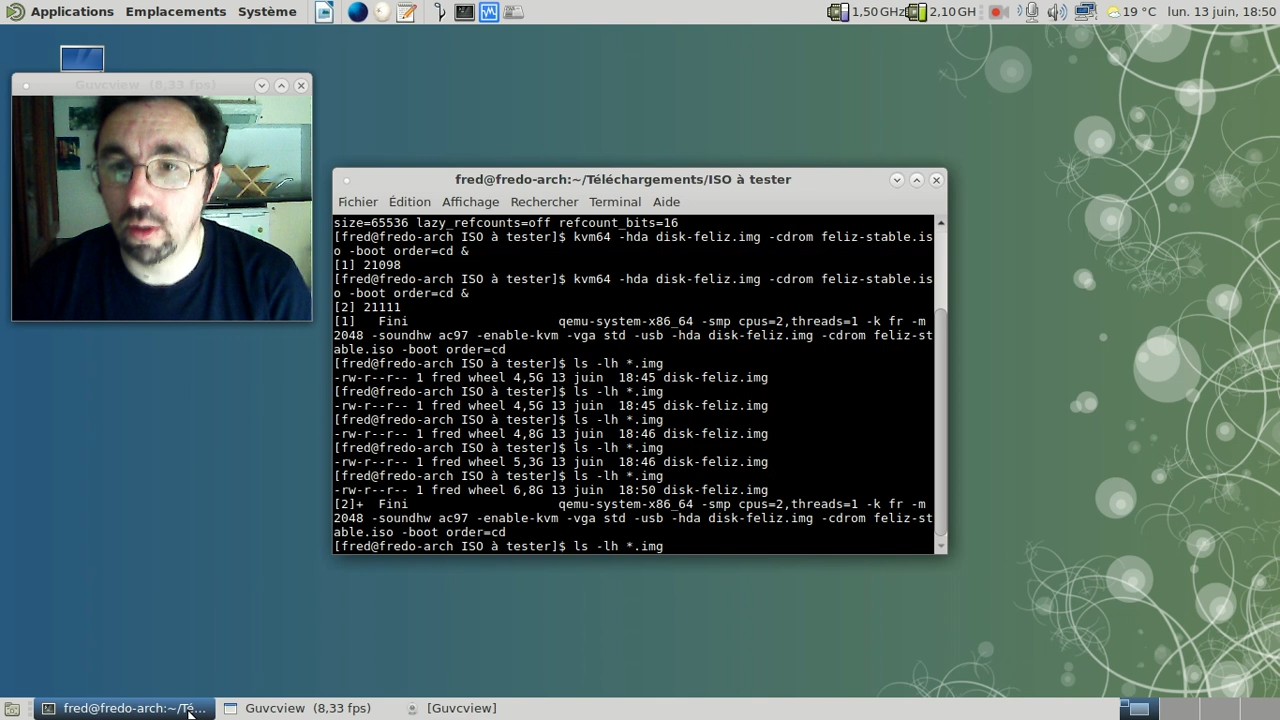 Applications Emplacements Système
1,50 GHz 2,10 GH 19 °C lun. 13 juin, 18:50
Guvcview (8,33 fps)
fred@fredo-arch:~/Téléchargements/ISO à tester
Fichier Édition Affichage Rechercher Terminal Aide
size=65536 lazy_refcounts=off refcount_bits=16
[fred@fredo-arch ISO à tester]$ kvm64 -hda disk-feliz.img -cdrom feliz-stable.is
o -boot order=cd &
[1] 21098
[fred@fredo-arch ISO à tester]$ kvm64 -hda disk-feliz.img -cdrom feliz-stable.is
o -boot order=cd &
[2] 21111
[1]   Fini                    qemu-system-x86_64 -smp cpus=2,threads=1 -k fr -m
2048 -soundhw ac97 -enable-kvm -vga std -usb -hda disk-feliz.img -cdrom feliz-st
able.iso -boot order=cd
[fred@fredo-arch ISO à tester]$ ls -lh *.img
-rw-r--r-- 1 fred wheel 4,5G 13 juin  18:45 disk-feliz.img
[fred@fredo-arch ISO à tester]$ ls -lh *.img
-rw-r--r-- 1 fred wheel 4,5G 13 juin  18:45 disk-feliz.img
[fred@fredo-arch ISO à tester]$ ls -lh *.img
-rw-r--r-- 1 fred wheel 4,8G 13 juin  18:46 disk-feliz.img
[fred@fredo-arch ISO à tester]$ ls -lh *.img
-rw-r--r-- 1 fred wheel 5,3G 13 juin  18:46 disk-feliz.img
[fred@fredo-arch ISO à tester]$ ls -lh *.img
-rw-r--r-- 1 fred wheel 6,8G 13 juin  18:50 disk-feliz.img
[2]+  Fini                    qemu-system-x86_64 -smp cpus=2,threads=1 -k fr -m
2048 -soundhw ac97 -enable-kvm -vga std -usb -hda disk-feliz.img -cdrom feliz-st
able.iso -boot order=cd
[fred@fredo-arch ISO à tester]$ ls -lh *.img
fred@fredo-arch:~/Té... Guvcview (8,33 fps) [Guvcview]